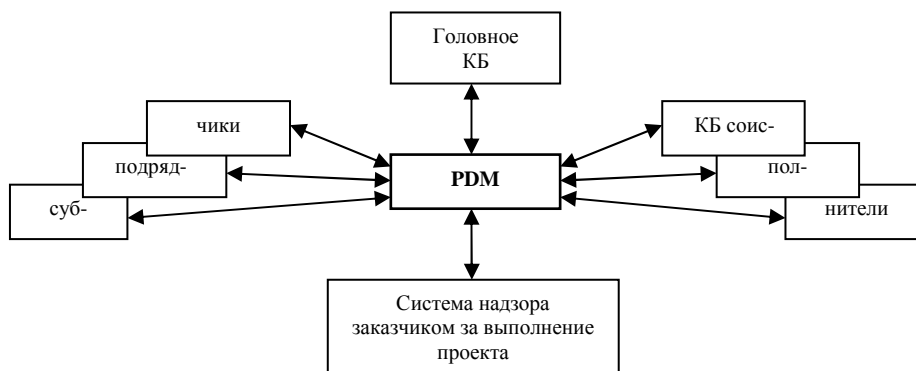 Головное
КБ
чики
КБ соис-
подряд-
PDM
пол-
суб-
нители
Система надзора
заказчиком за выполнение
проекта